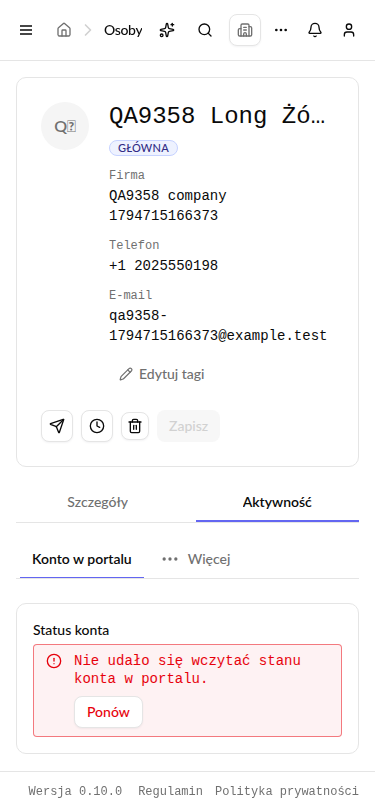 Osoby
Q
QA9358 Long Żó…
GŁÓWNA
Firma
QA9358 company
1794715166373
Telefon
+1 2025550198
E-mail
qa9358-
1794715166373@example.test
Edytuj tagi
Zapisz
Szczegóły Aktywność
Konto w portalu Więcej
Status konta
Nie udało się wczytać stanu
konta w portalu.
Ponów
Wersja 0.10.0 Regulamin Polityka prywatności